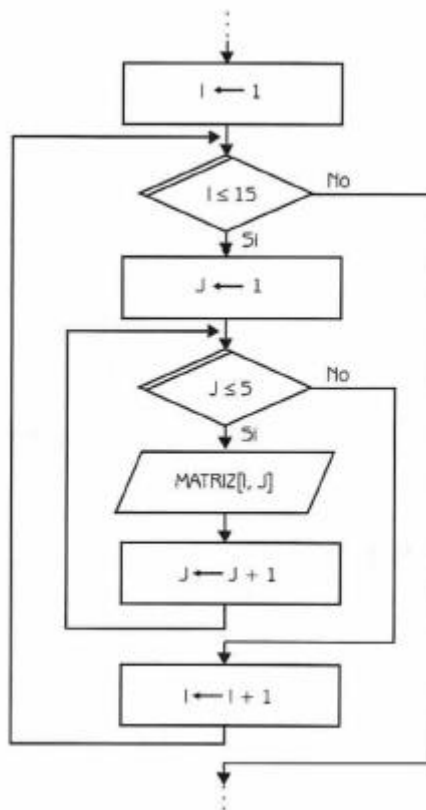 I ← 1
I ≤ 15
No
Si
J ← 1
J ≤ 5
No
Si
MATRIZ[I, J]
J ← J + 1
I ← I + 1